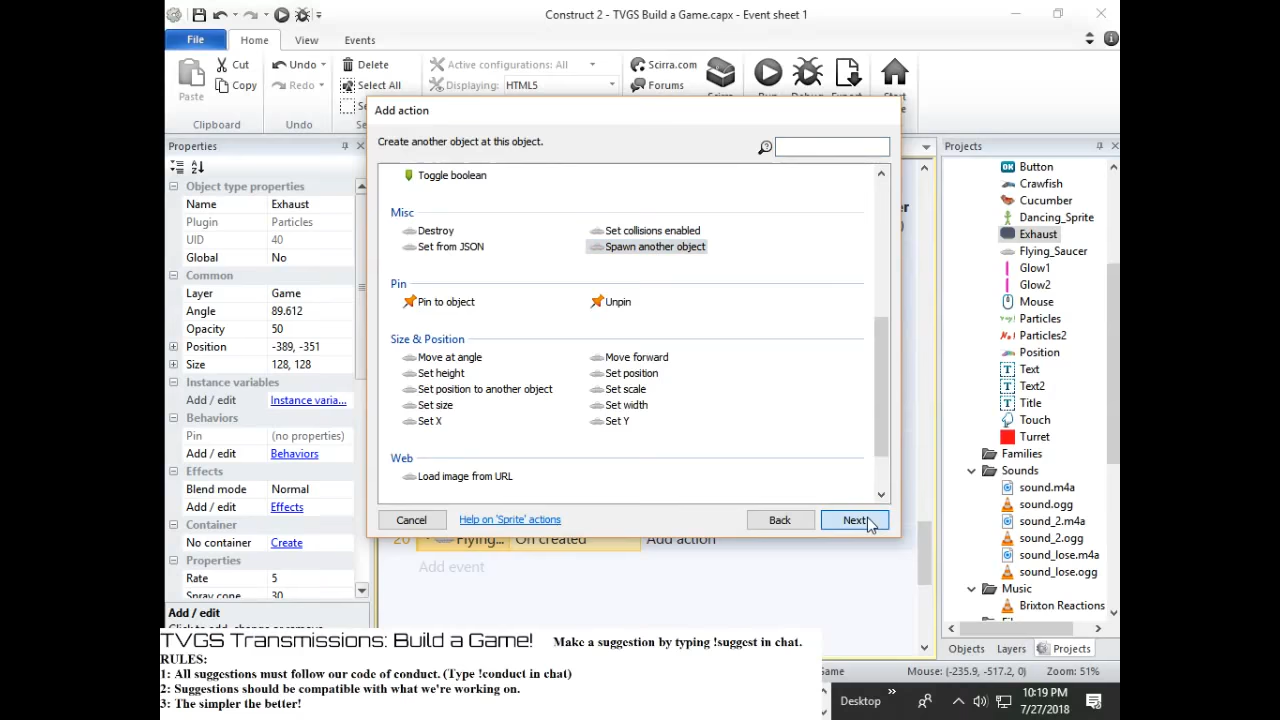 Construct 2 - TVGS Build a Game.capx - Event sheet 1
File Home View Events
Cut
Copy
Paste
Clipboard
Undo
Redo
Undo
Delete
Select All
Active configurations: All
Displaying: HTML5
Scirra.com
Forums
Properties
Object type properties
Name Exhaust
Plugin Particles
UID 40
Global No
Common
Layer Game
Angle 89.612
Opacity 50
Position -389, -351
Size 128, 128
Instance variables
Add / edit Instance varia...
Behaviors
Pin (no properties)
Add / edit Behaviors
Effects
Blend mode Normal
Add / edit Effects
Container
No container Create
Properties
Rate 5
Spray cone 30
Add / edit
Add action
Create another object at this object.
Toggle boolean
Misc
Destroy Set collisions enabled
Set from JSON Spawn another object
Pin
Pin to object Unpin
Size & Position
Move at angle Move forward
Set height Set position
Set position to another object Set scale
Set size Set width
Set X Set Y
Web
Load image from URL
Cancel Help on 'Sprite' actions Back Next
20 Flying... On created Add action
Add event
Projects
Button
Crawfish
Cucumber
Dancing_Sprite
Exhaust
Flying_Saucer
Glow1
Glow2
Mouse
Particles
Particles2
Position
Text
Text2
Title
Touch
Turret
Families
Sounds
sound.m4a
sound.ogg
sound_2.m4a
sound_2.ogg
sound_lose.m4a
sound_lose.ogg
Music
Brixton Reactions
Objects Layers Projects
Mouse: (-235.9, -517.2, 0) Zoom: 51%
TVGS Transmissions: Build a Game! Make a suggestion by typing !suggest in chat.
RULES:
1: All suggestions must follow our code of conduct. (Type !conduct in chat)
2: Suggestions should be compatible with what we're working on.
3: The simpler the better!
Desktop
10:19 PM
7/27/2018